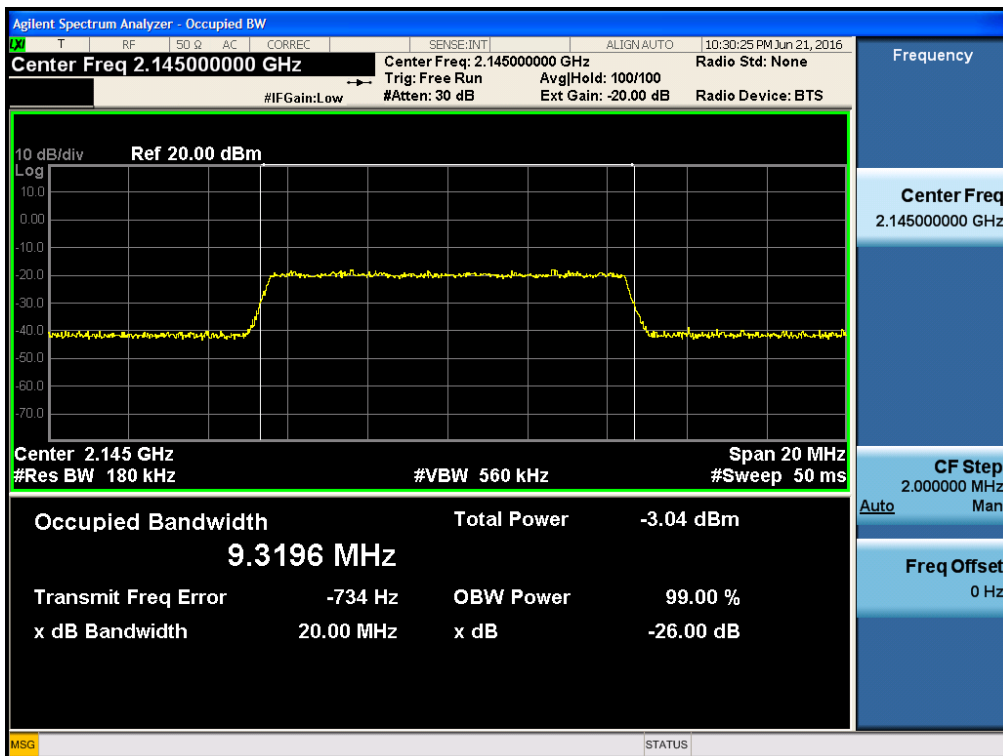 Agilent Spectrum Analyzer - Occupied BW
LXI T RF 50 Ω AC CORREC SENSE:INT ALIGN AUTO 10:30:25 PM Jun 21, 2016
Center Freq 2.145000000 GHz
Center Freq: 2.145000000 GHz Radio Std: None
Trig: Free Run Avg|Hold: 100/100
#IFGain:Low #Atten: 30 dB Ext Gain: -20.00 dB Radio Device: BTS
10 dB/div Ref 20.00 dBm
Log
10.0
0.00
-10.0
-20.0
-30.0
-40.0
-50.0
-60.0
-70.0
Center 2.145 GHz Span 20 MHz
#Res BW 180 kHz #VBW 560 kHz #Sweep 50 ms
Occupied Bandwidth Total Power -3.04 dBm
9.3196 MHz
Transmit Freq Error -734 Hz OBW Power 99.00 %
x dB Bandwidth 20.00 MHz x dB -26.00 dB
Frequency
Center Freq
2.145000000 GHz
CF Step
2.000000 MHz
Auto Man
Freq Offset
0 Hz
MSG STATUS